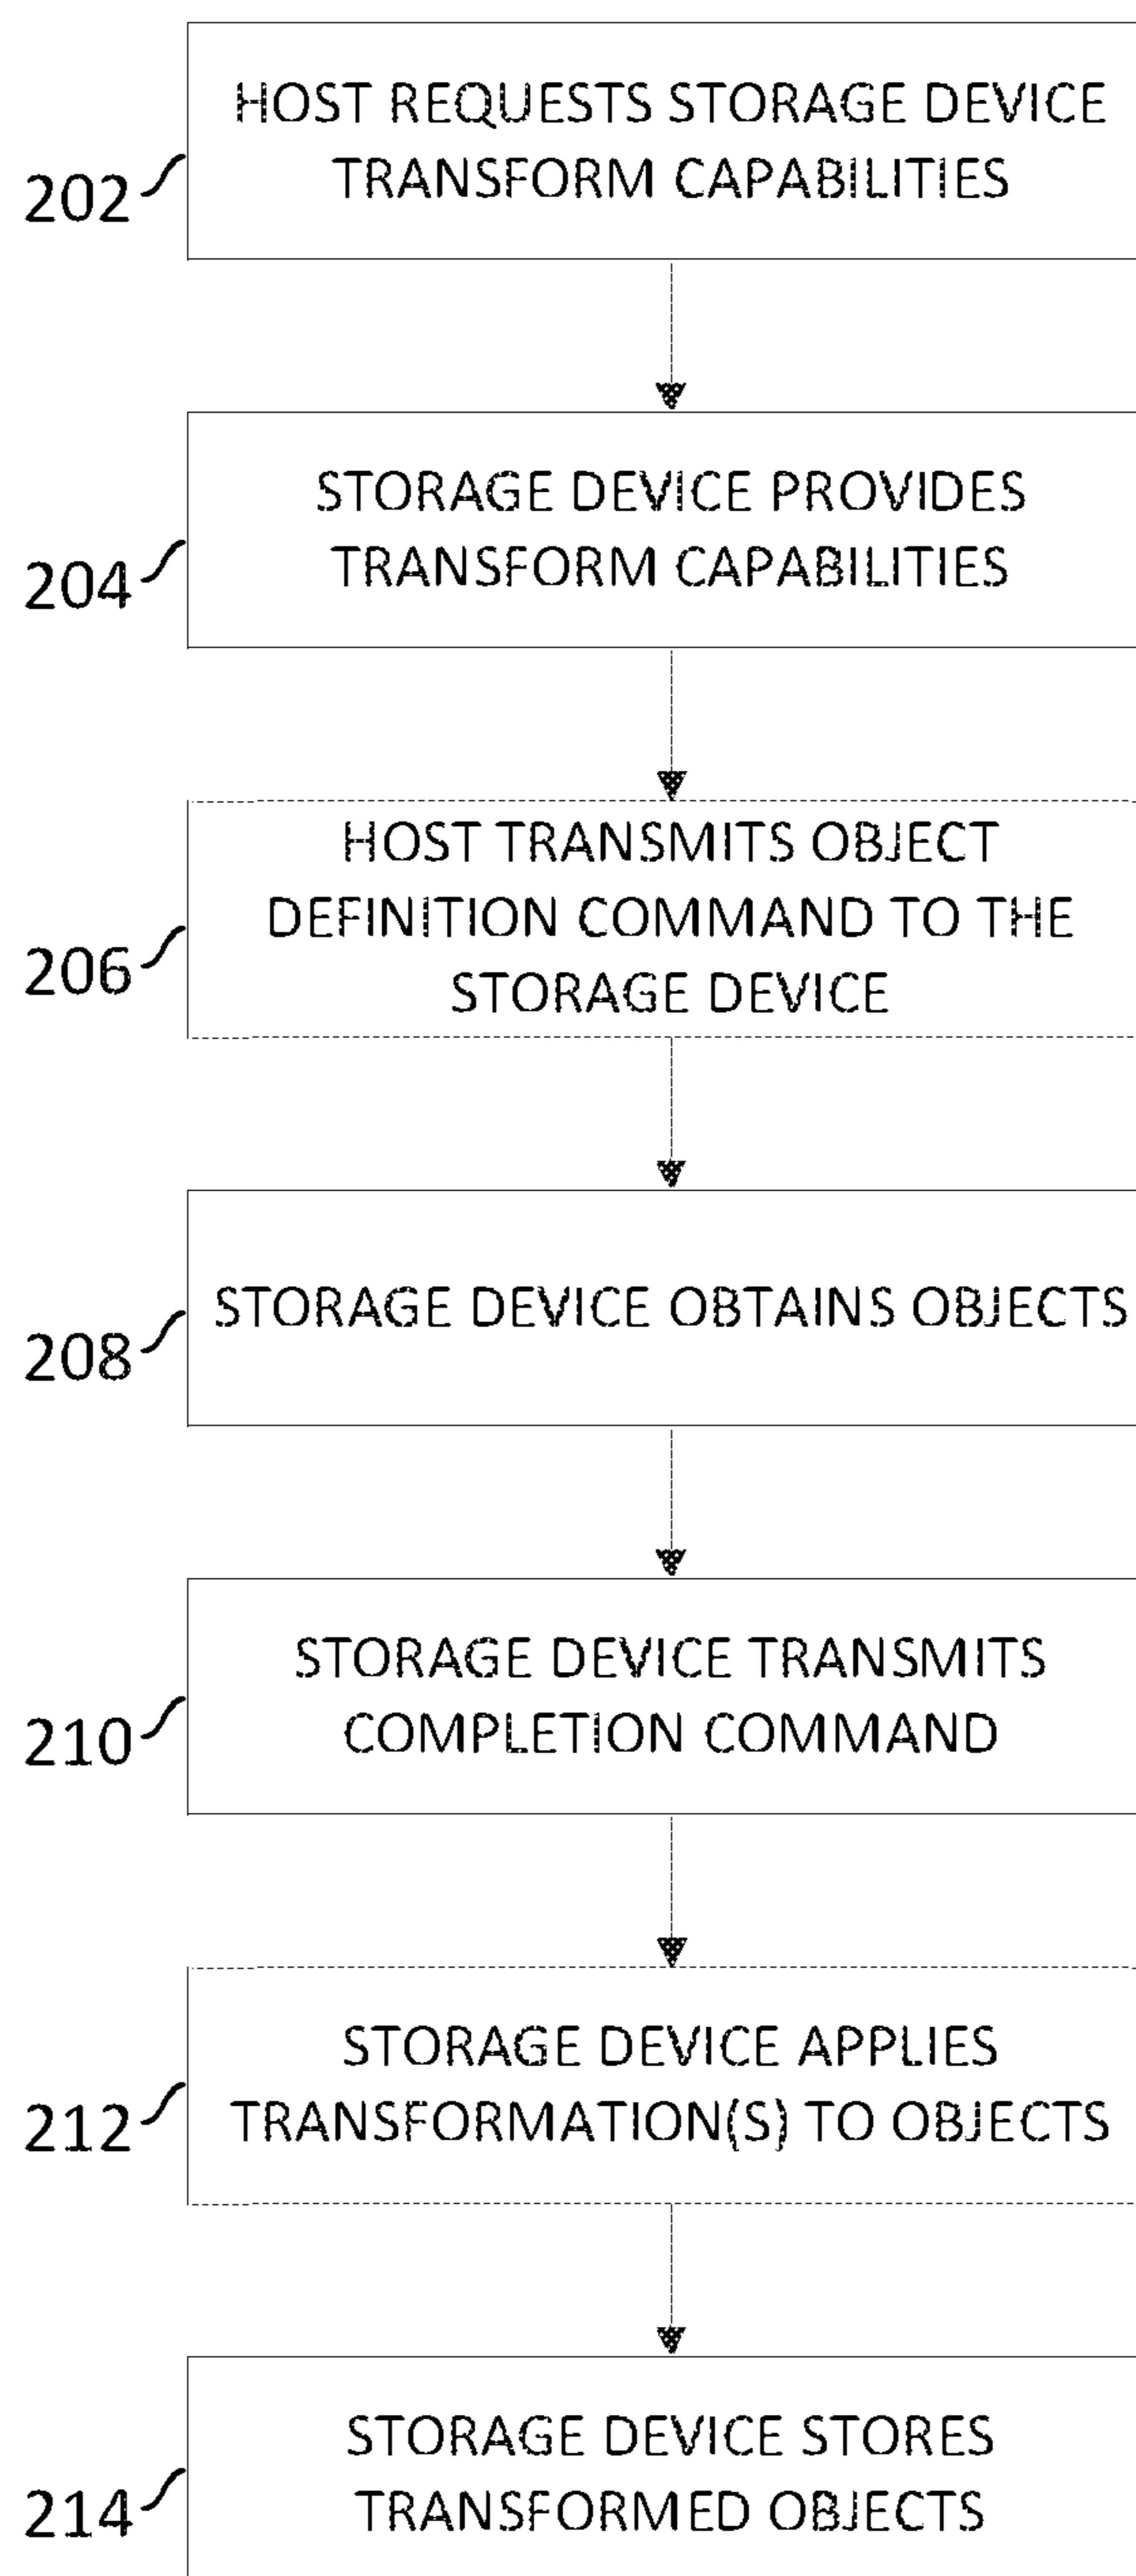 HOST REQUESTS STORAGE DEVICE
TRANSFORM CAPABILITIES
202
STORAGE DEVICE PROVIDES
TRANSFORM CAPABILITIES
204
HOST TRANSMITS OBJECT
DEFINITION COMMAND TO THE
STORAGE DEVICE
206
STORAGE DEVICE OBTAINS OBJECTS
208
STORAGE DEVICE TRANSMITS
COMPLETION COMMAND
210
STORAGE DEVICE APPLIES
TRANSFORMATION(S) TO OBJECTS
212
STORAGE DEVICE STORES
TRANSFORMED OBJECTS
214